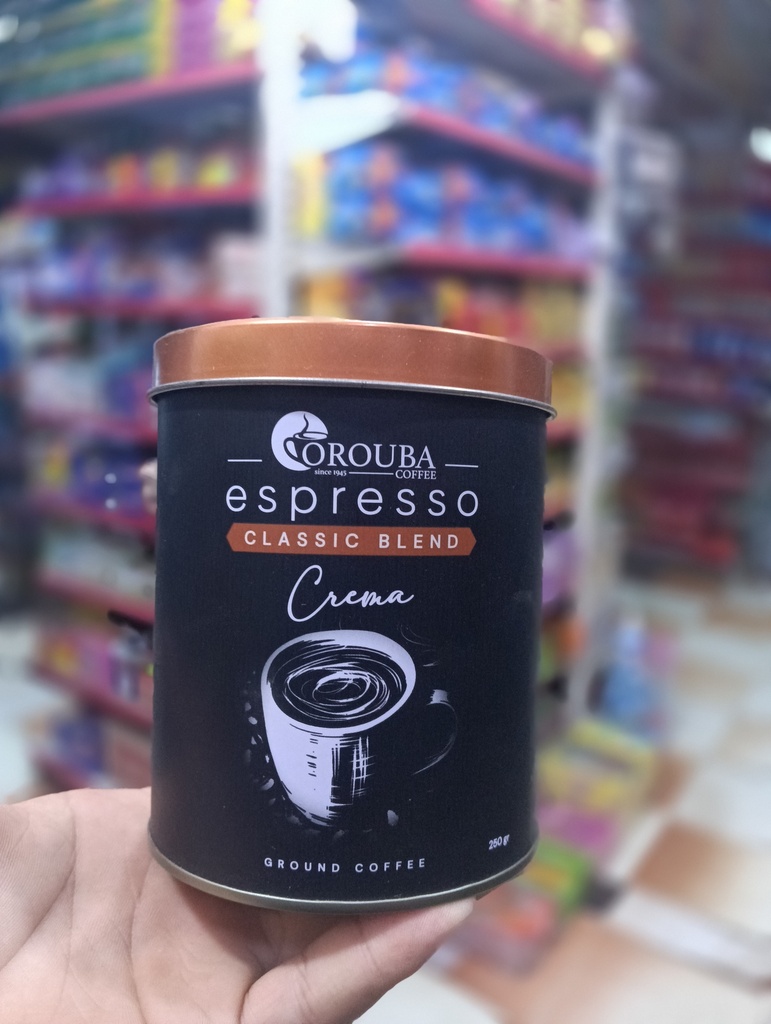 OROUBA
since 1945 COFFEE
espresso
CLASSIC BLEND
Crema
250 gr
GROUND COFFEE